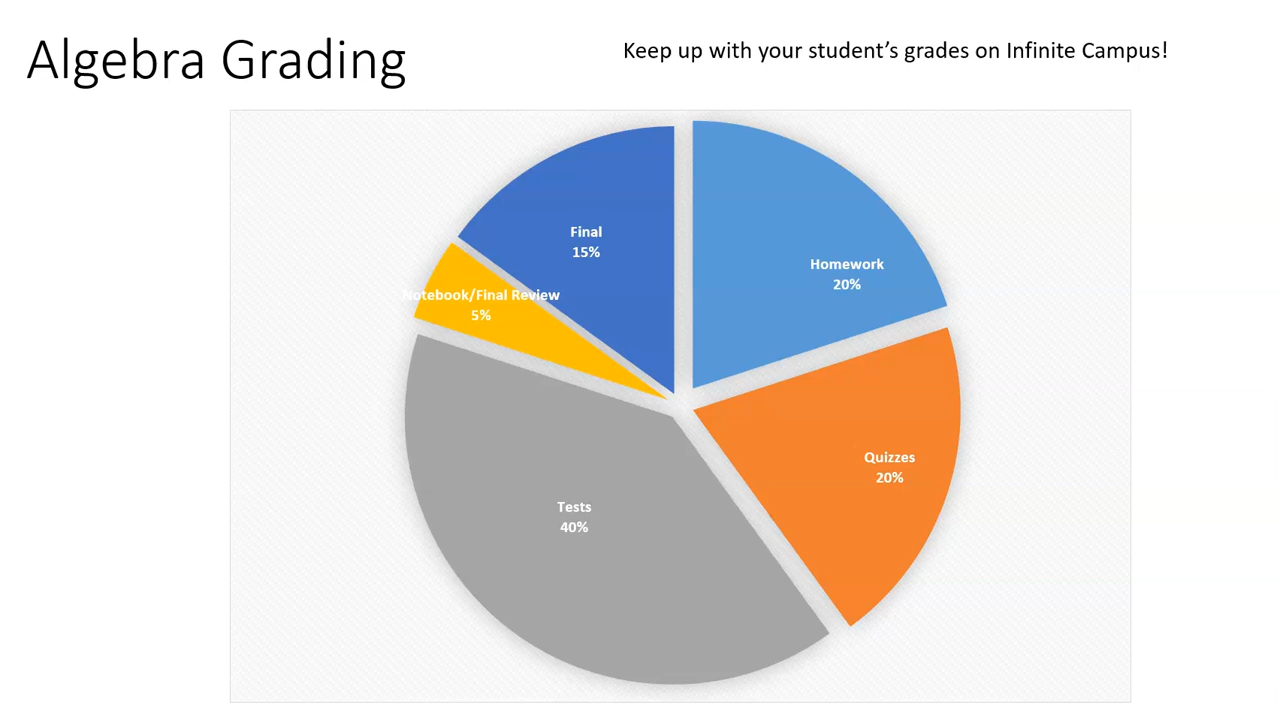 Algebra Grading
Keep up with your student’s grades on Infinite Campus!
Final
15%
Homework
20%
Notebook/Final Review
5%
Quizzes
20%
Tests
40%